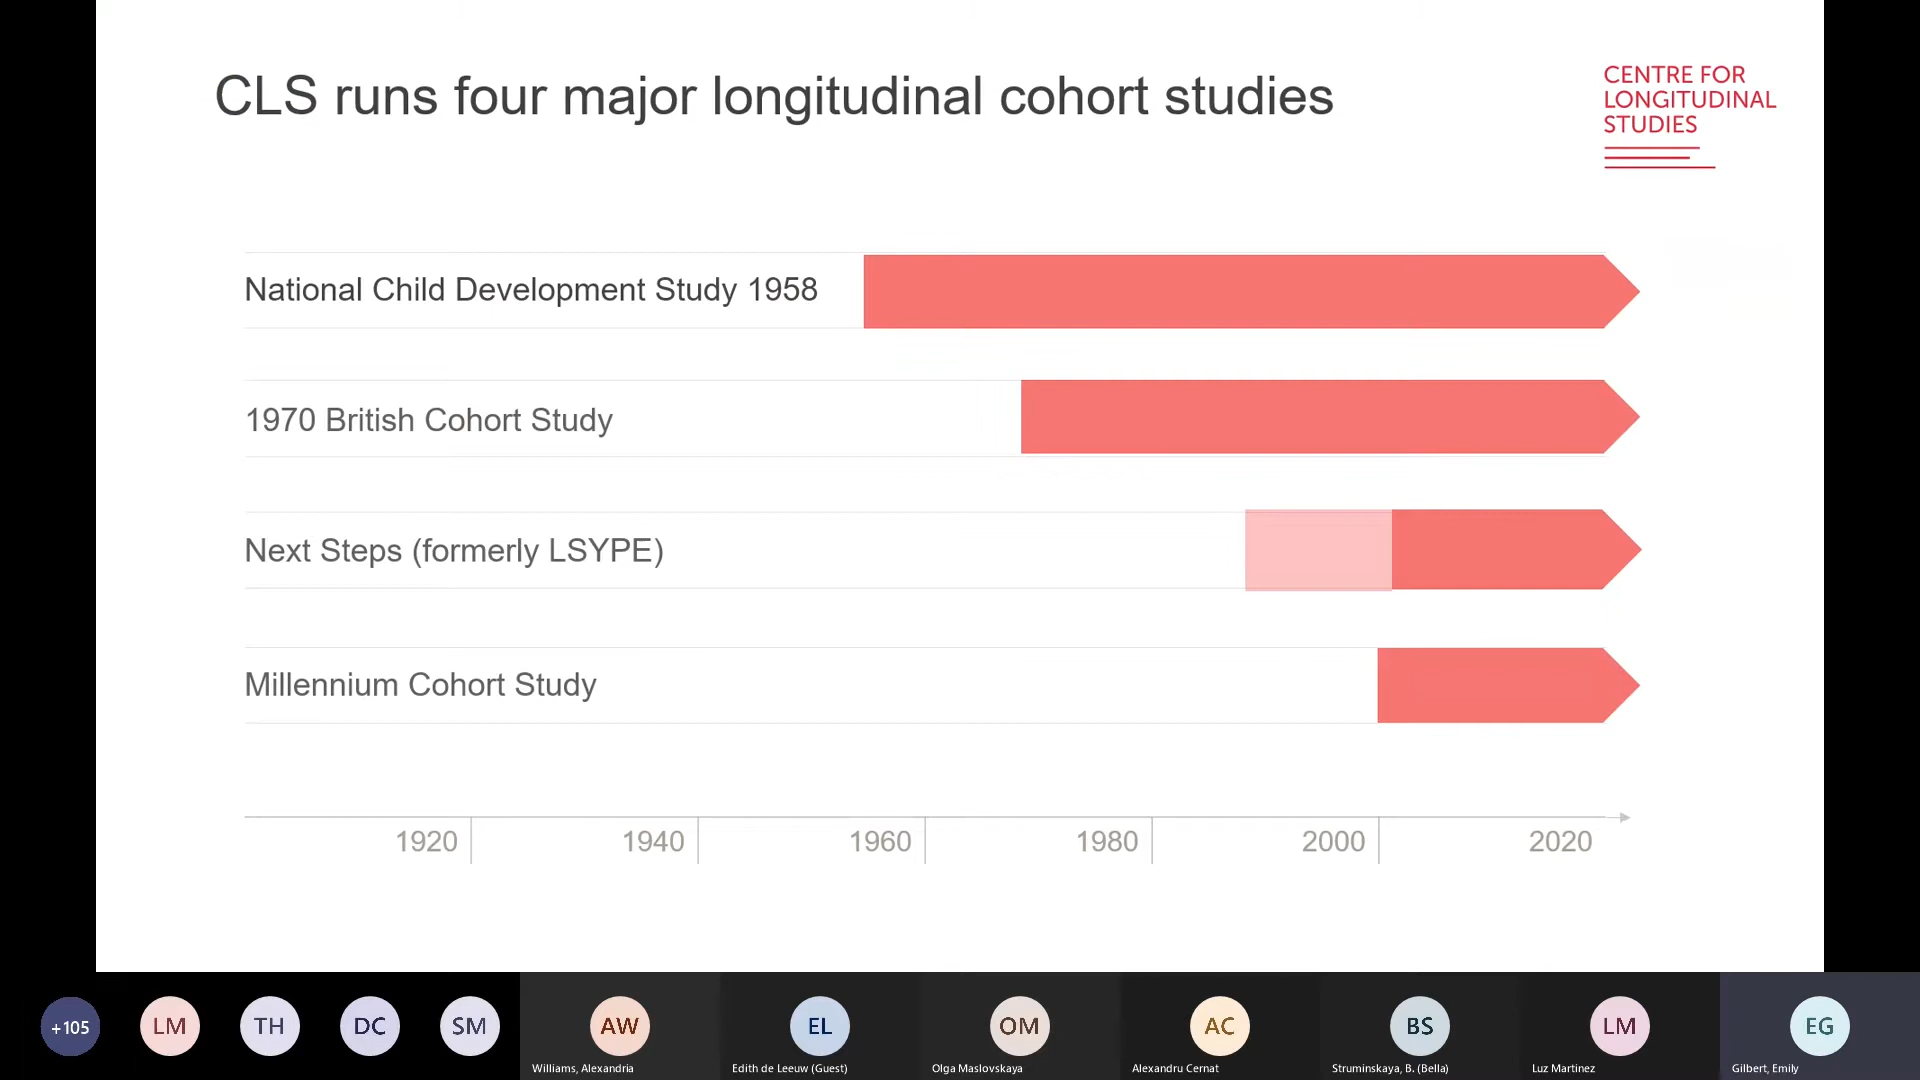 CLS runs four major longitudinal cohort studies
CENTRE FOR
LONGITUDINAL
STUDIES
National Child Development Study 1958
1970 British Cohort Study
Next Steps (formerly LSYPE)
Millennium Cohort Study
1920 1940 1960 1980 2000 2020
+105 LM TH DC SM AW EL OM AC BS LM EG
Williams, Alexandria Edith de Leeuw (Guest) Olga Maslovskaya Alexandru Cernat Struminskaya, B. (Bella) Luz Martinez Gilbert, Emily